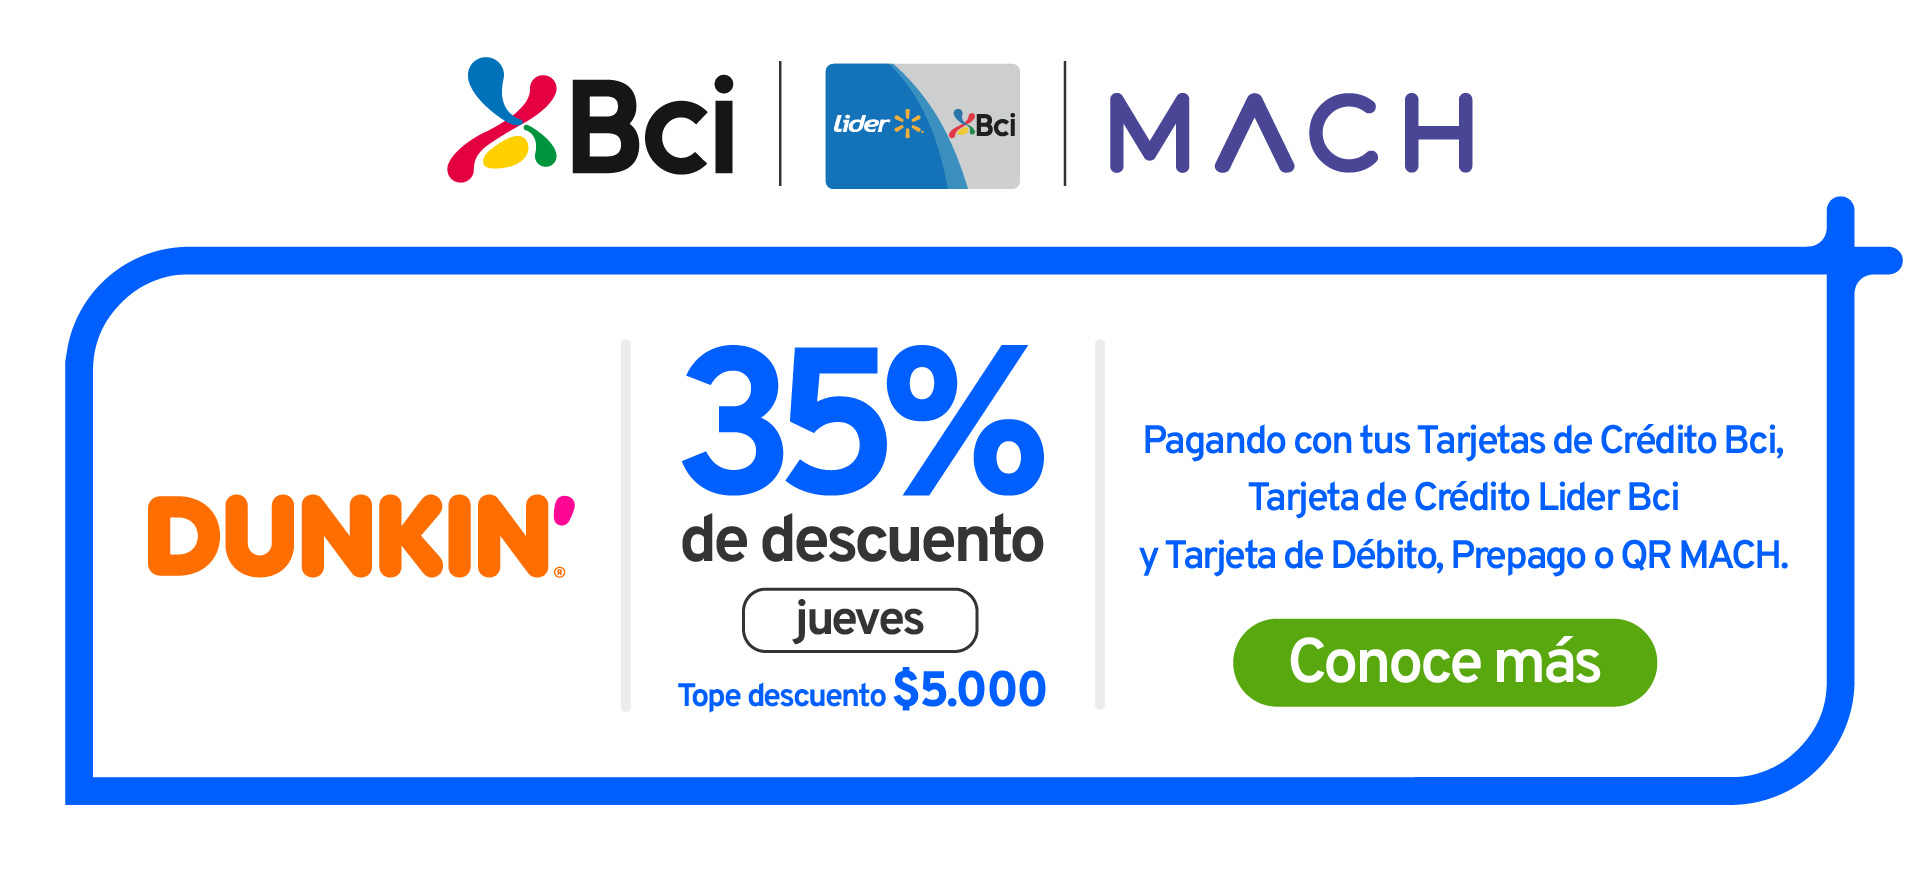 Bci
Lider
Bci
MACH
DUNKIN'®
35%
de descuento
jueves
Tope descuento $5.000
Pagando con tus Tarjetas de Crédito Bci,
Tarjeta de Crédito Lider Bci
y Tarjeta de Débito, Prepago o QR MACH.
Conoce más